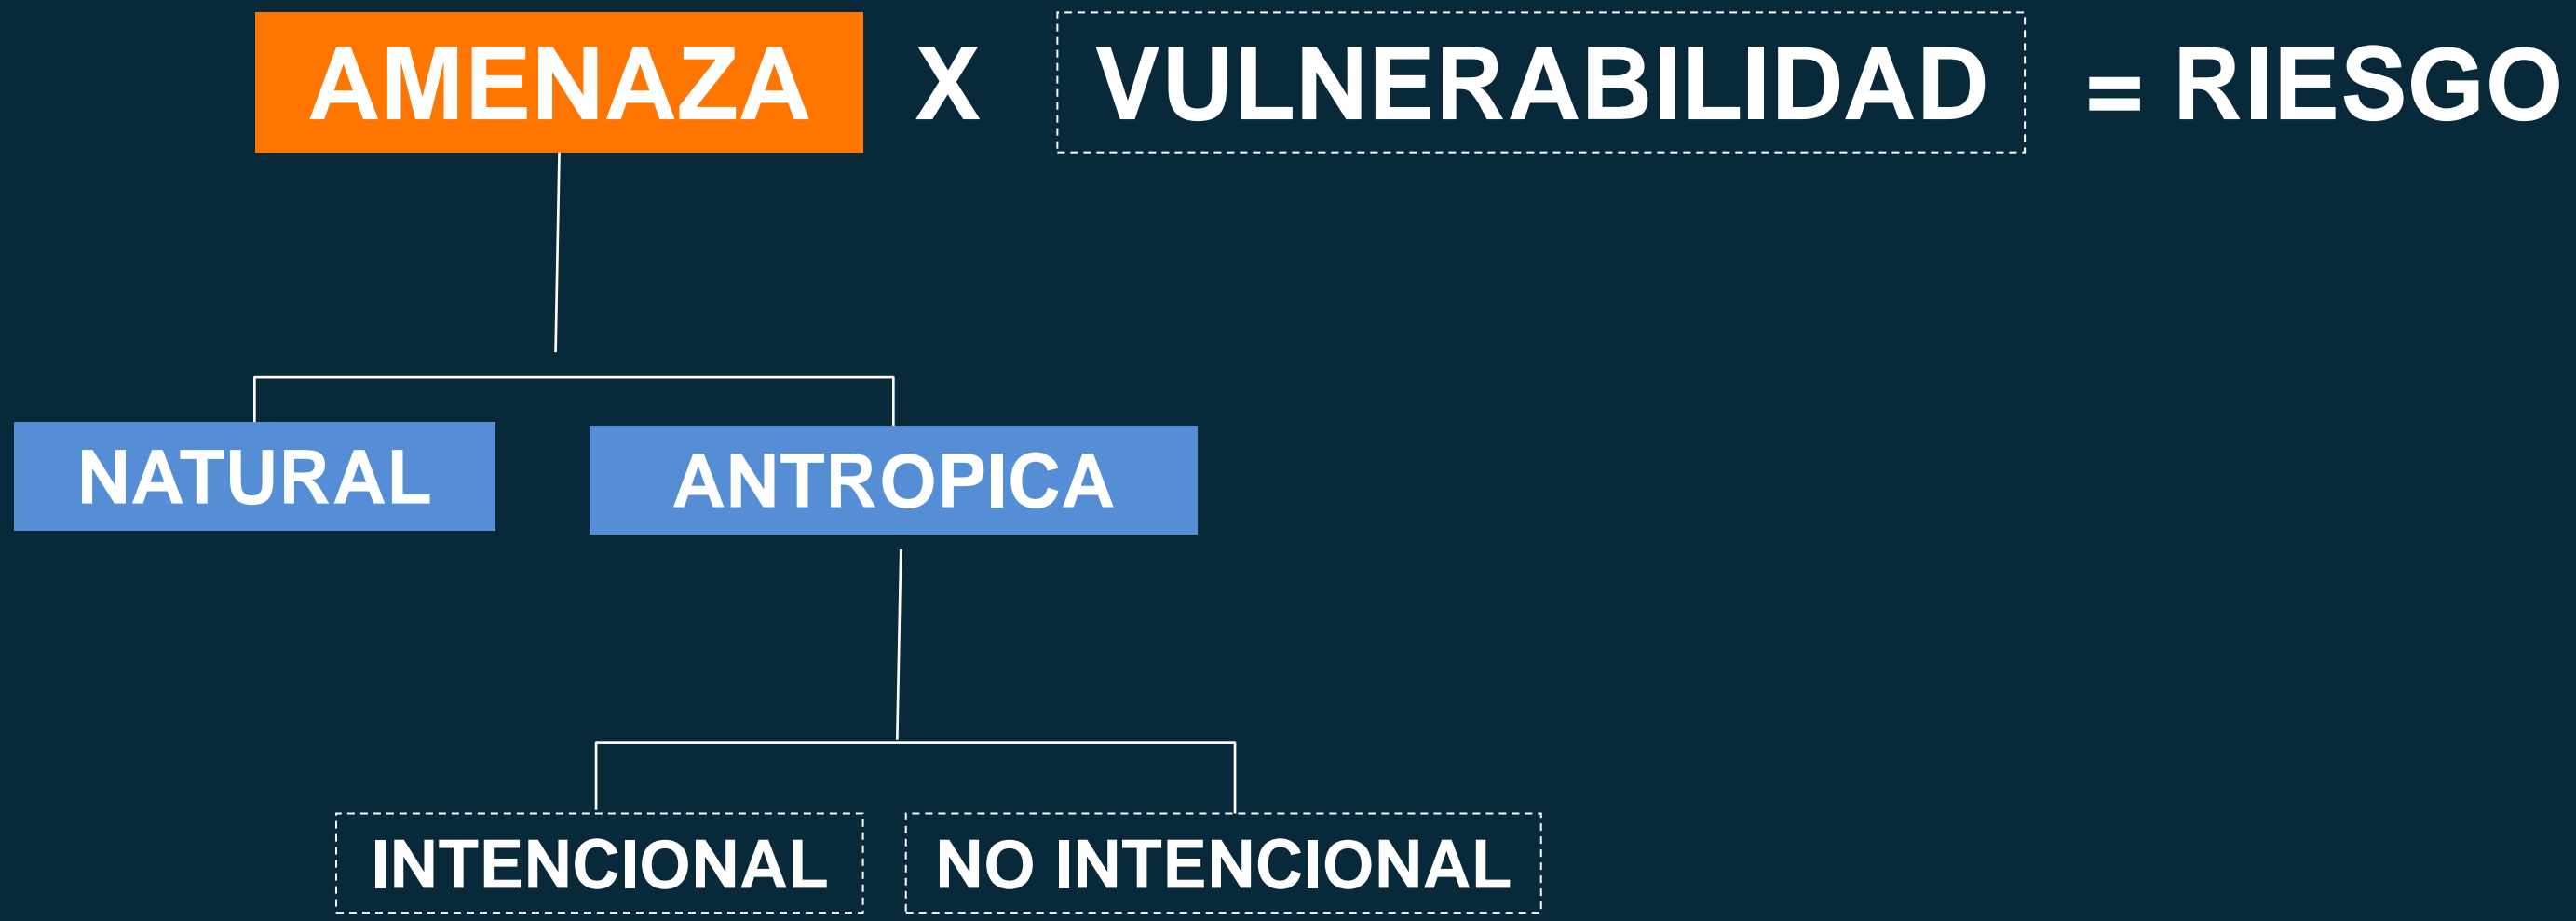 AMENAZA X VULNERABILIDAD = RIESGO
NATURAL
ANTROPICA
INTENCIONAL
NO INTENCIONAL